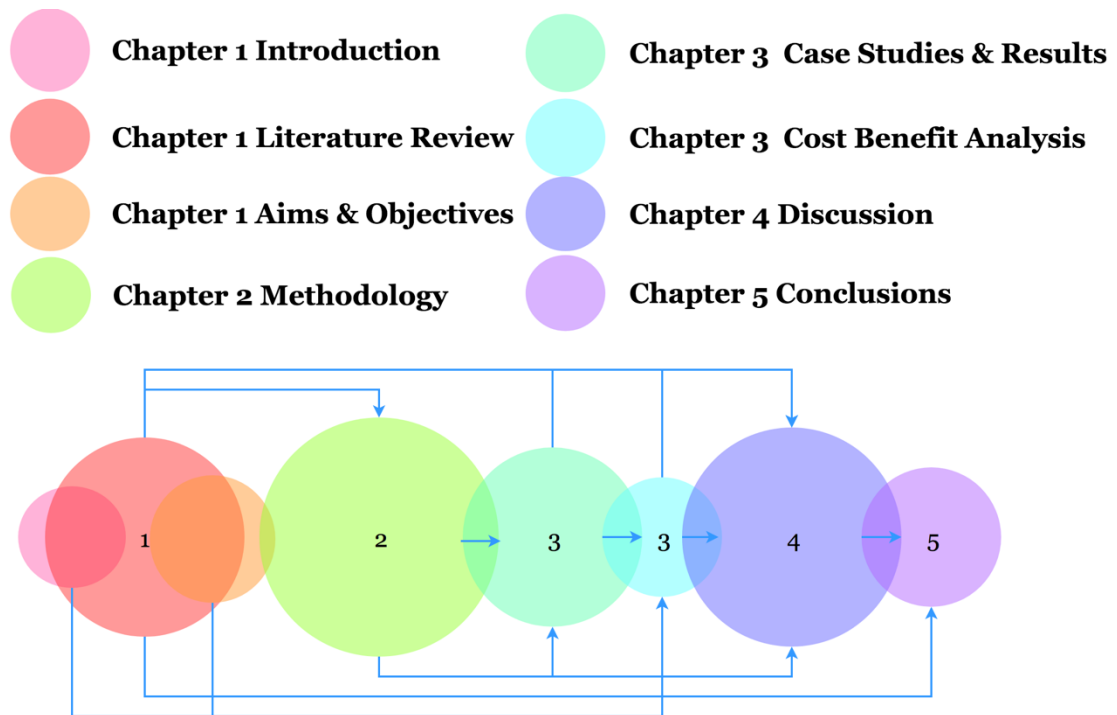 Chapter 1 Introduction
Chapter 1 Literature Review
Chapter 1 Aims & Objectives
Chapter 2 Methodology
Chapter 3 Case Studies & Results
Chapter 3 Cost Benefit Analysis
Chapter 4 Discussion
Chapter 5 Conclusions
1 2 3 3 4 5